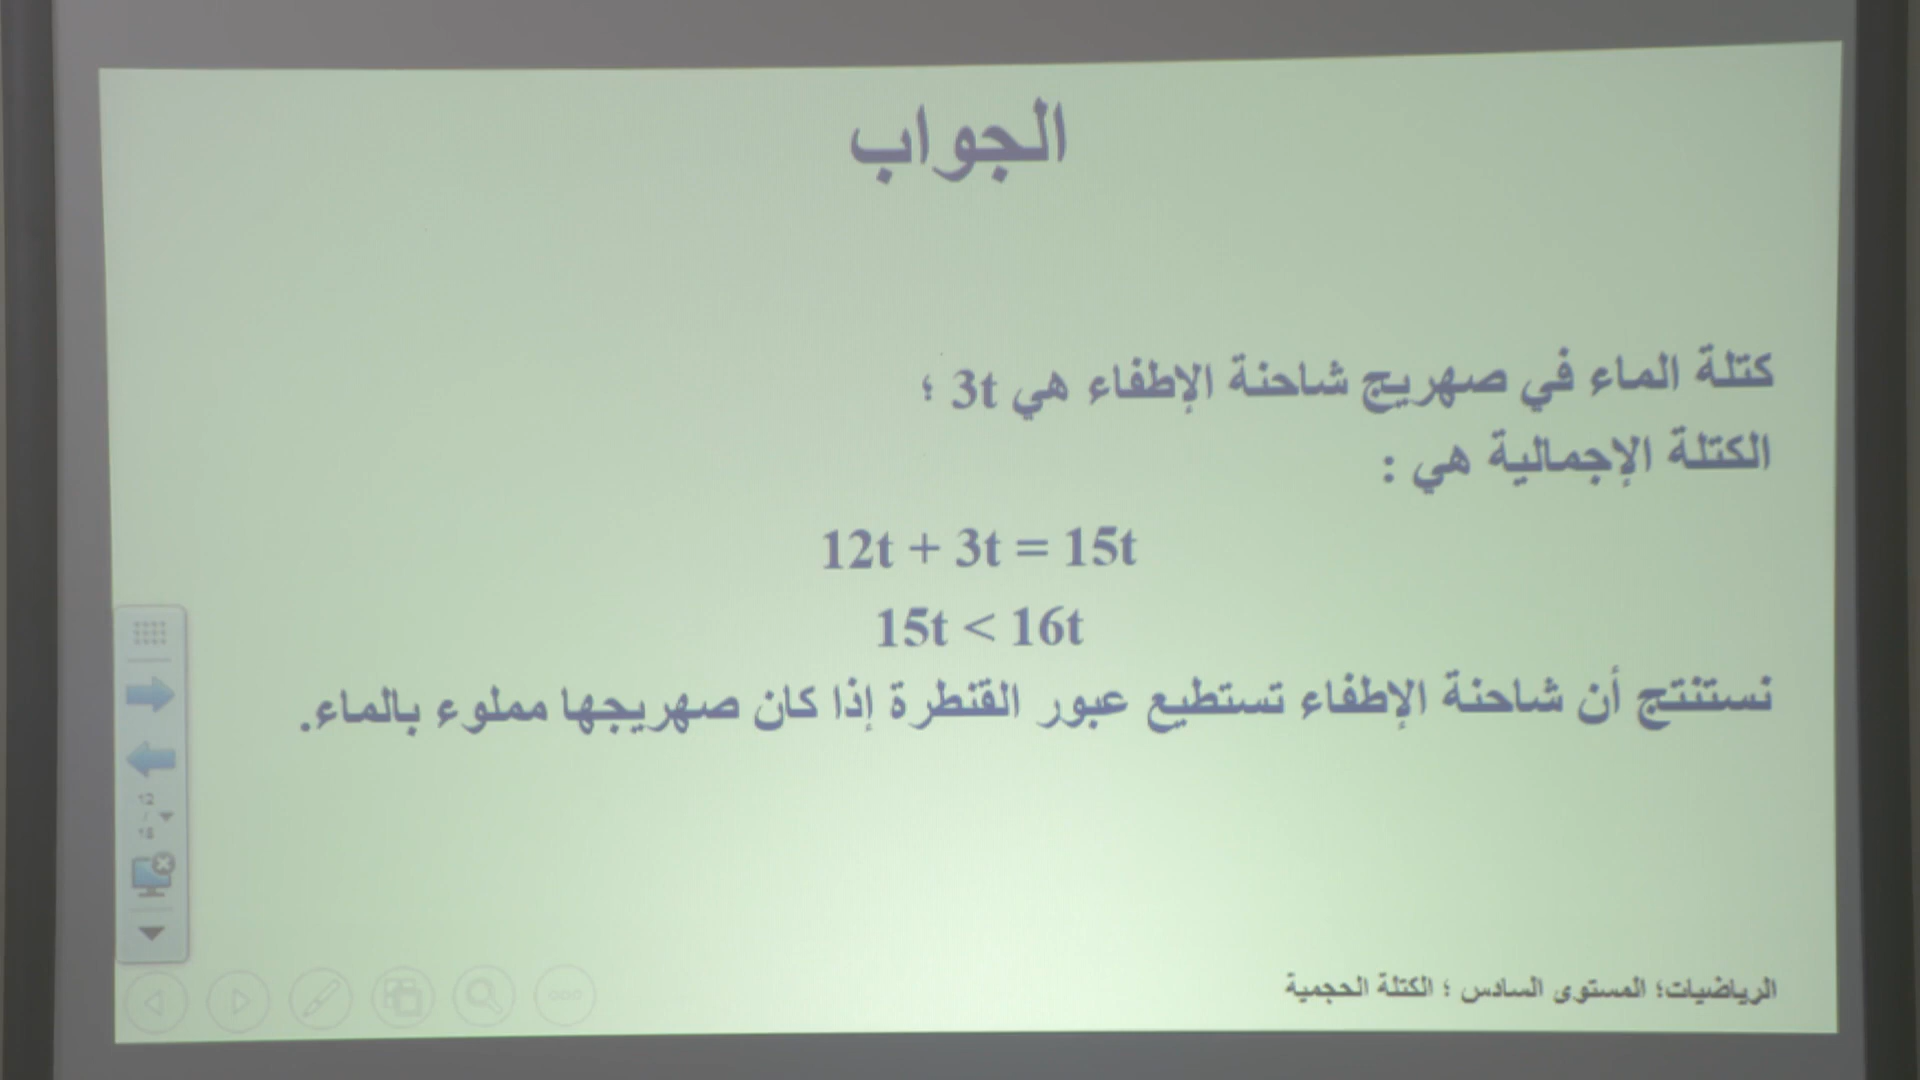 الجواب
كتلة الماء في صهريج شاحنة الإطفاء هي 3t ؛
الكتلة الإجمالية هي :
12t + 3t = 15t
15t < 16t
نستنتج أن شاحنة الإطفاء تستطيع عبور القنطرة إذا كان صهريجها مملوء بالماء.
الرياضيات؛ المستوى السادس ؛ الكتلة الحجمية